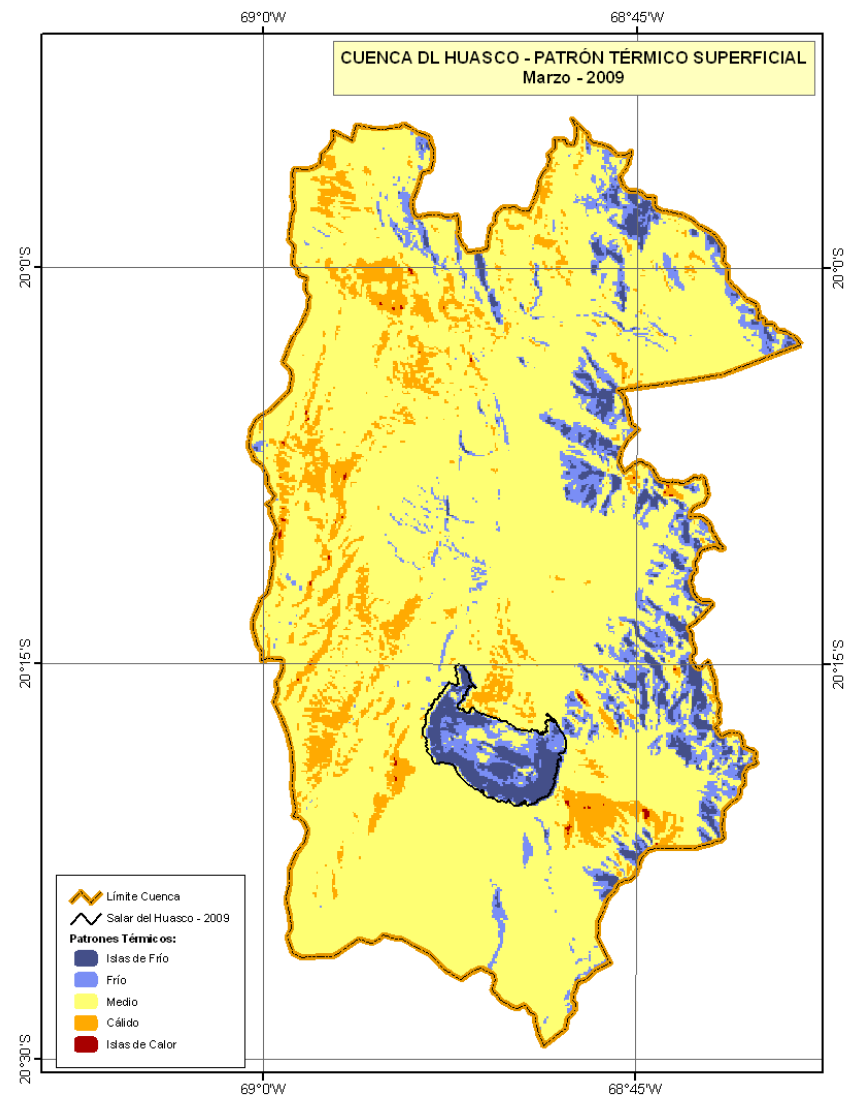 69°0'W
68°45'W
CUENCA DL HUASCO - PATRÓN TÉRMICO SUPERFICIAL
Marzo - 2009
20°0'S
20°0'S
20°15'S
20°15'S
Límite Cuenca
Salar del Huasco - 2009
Patrones Térmicos:
Islas de Frío
Frío
Medio
Cálido
Islas de Calor
20°30'S
20°30'S
69°0'W
68°45'W